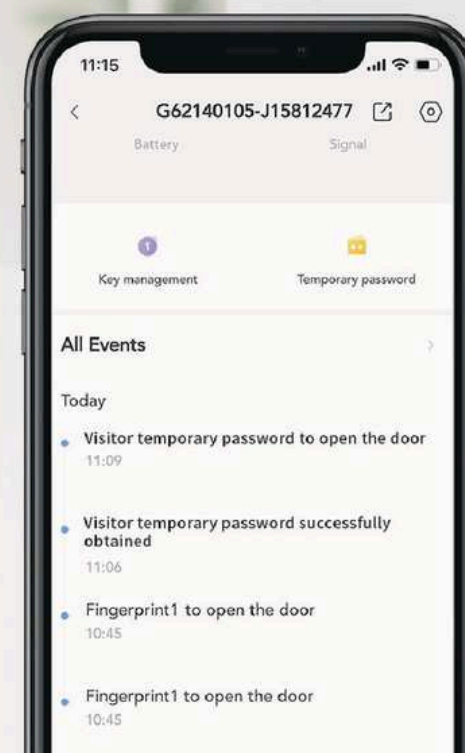 11:15
G62140105-J15812477
Battery Signal
Key management Temporary password
All Events
Today
Visitor temporary password to open the door
11:09
Visitor temporary password successfully
obtained
11:06
Fingerprint1 to open the door
10:45
Fingerprint1 to open the door
10:45